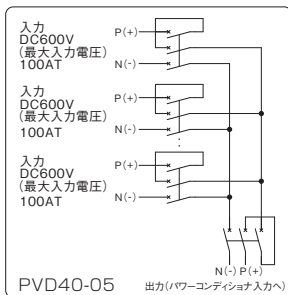 入力
DC600V
(最大入力電圧)
100AT
P(+)
N(-)
入力
DC600V
(最大入力電圧)
100AT
P(+)
N(-)
入力
DC600V
(最大入力電圧)
100AT
P(+)
N(-)
N(-) P(+)
PVD40-05
出力(パワーコンディショナ入力へ)